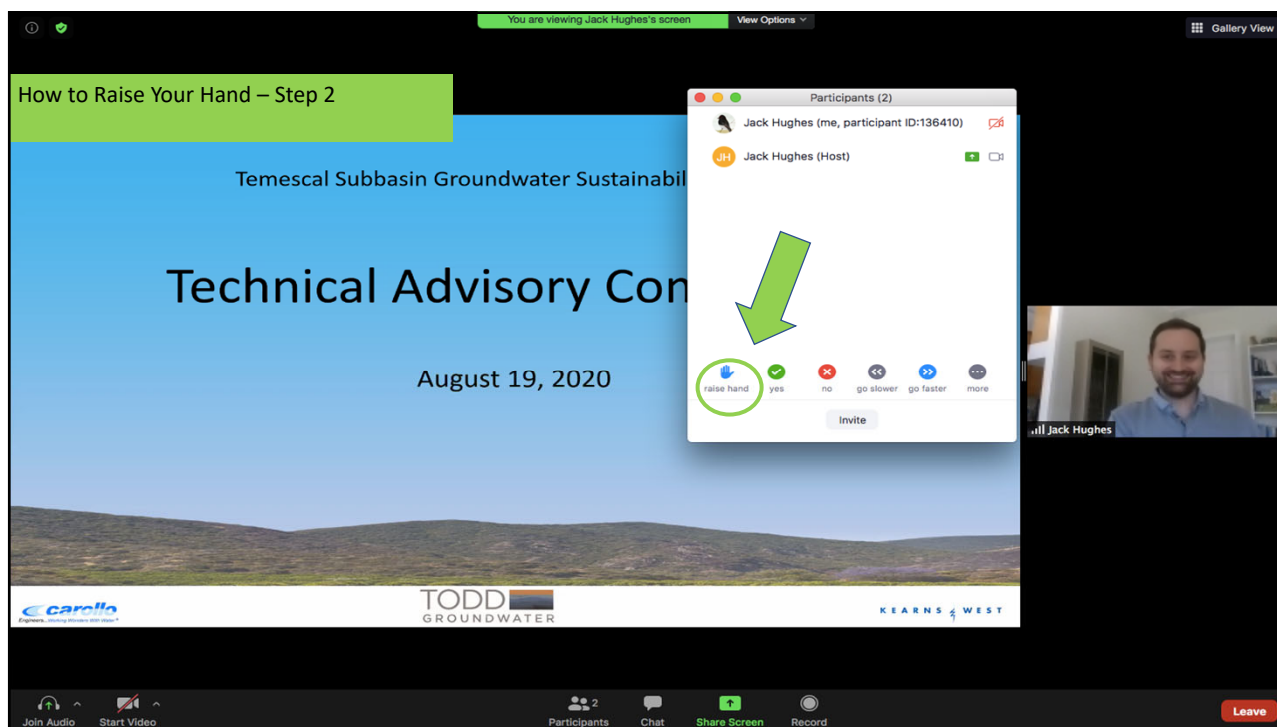 You are viewing Jack Hughes's screen
View Options
Gallery View
How to Raise Your Hand – Step 2
Participants (2)
Jack Hughes (me, participant ID:136410)
JH
Jack Hughes (Host)
Temescal Subbasin Groundwater Sustainabil
Technical Advisory Con
August 19, 2020
raise hand
yes
no
go slower
go faster
more
Invite
Jack Hughes
carollo
Engineers...Working Wonders With Water®
TODD
GROUNDWATER
KEARNS WEST
Join Audio
Start Video
2
Participants
Chat
Share Screen
Record
Leave